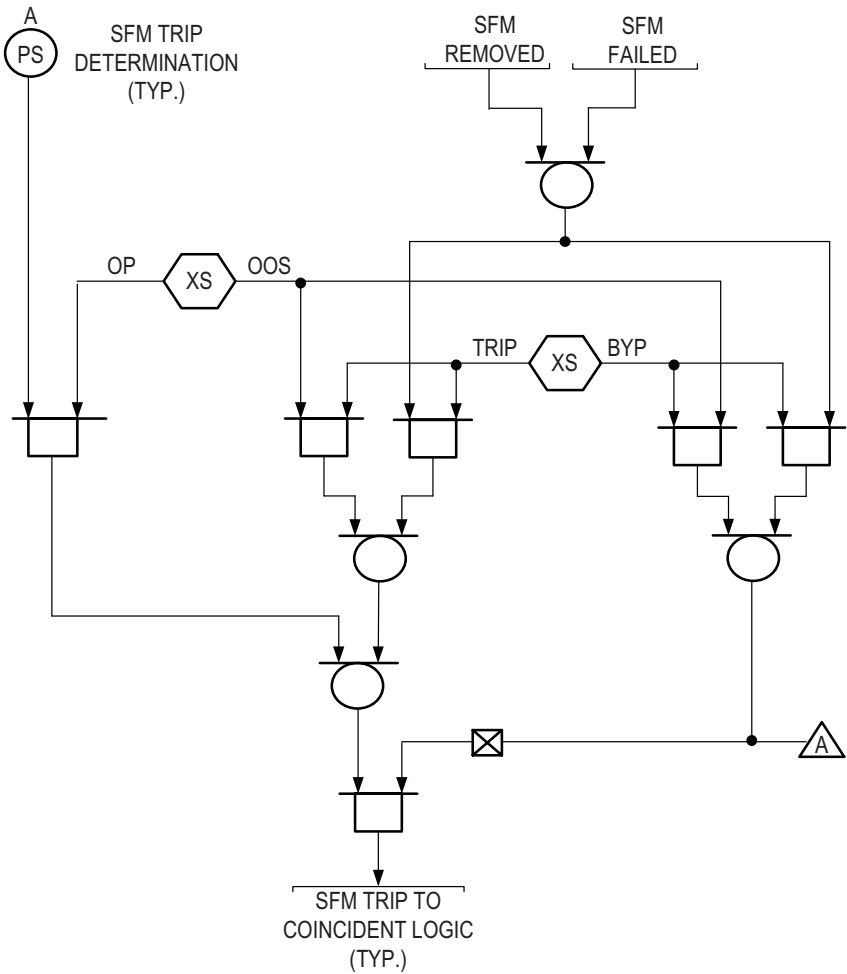 A
PS
SFM TRIP
DETERMINATION
(TYP.)
SFM
REMOVED
SFM
FAILED
OP
XS
OOS
TRIP
XS
BYP
A
SFM TRIP TO
COINCIDENT LOGIC
(TYP.)